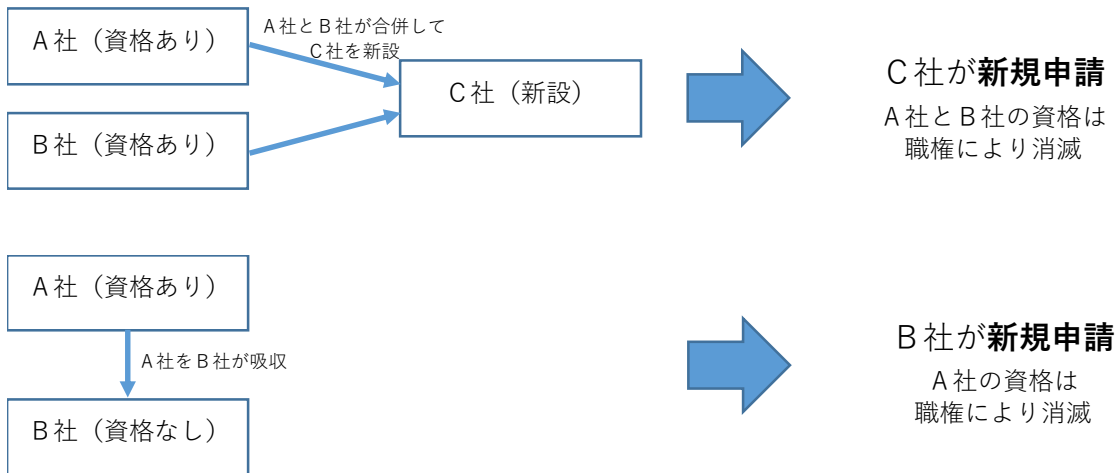 A社（資格あり）
A社とB社が合併して
C社を新設
C社（新設）
B社（資格あり）
C社が新規申請
A社とB社の資格は
職権により消滅
A社（資格あり）
A社をB社が吸収
B社（資格なし）
B社が新規申請
A社の資格は
職権により消滅